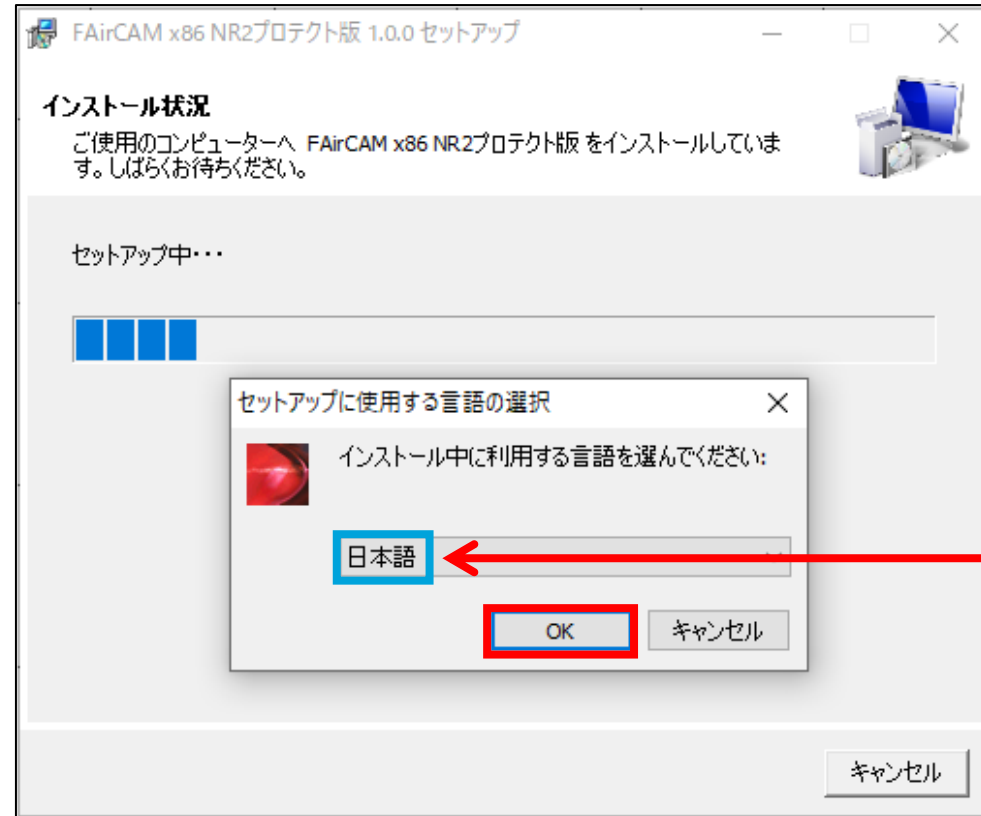 FAirCAM x86 NR2プロテクト版 1.0.0 セットアップ
インストール状況
ご使用のコンピューターへ FAirCAM x86 NR2プロテクト版 をインストールしていま
す。しばらくお待ちください。
セットアップ中・・・
セットアップに使用する言語の選択
インストール中に利用する言語を選んでください:
日本語
OK
キャンセル
キャンセル